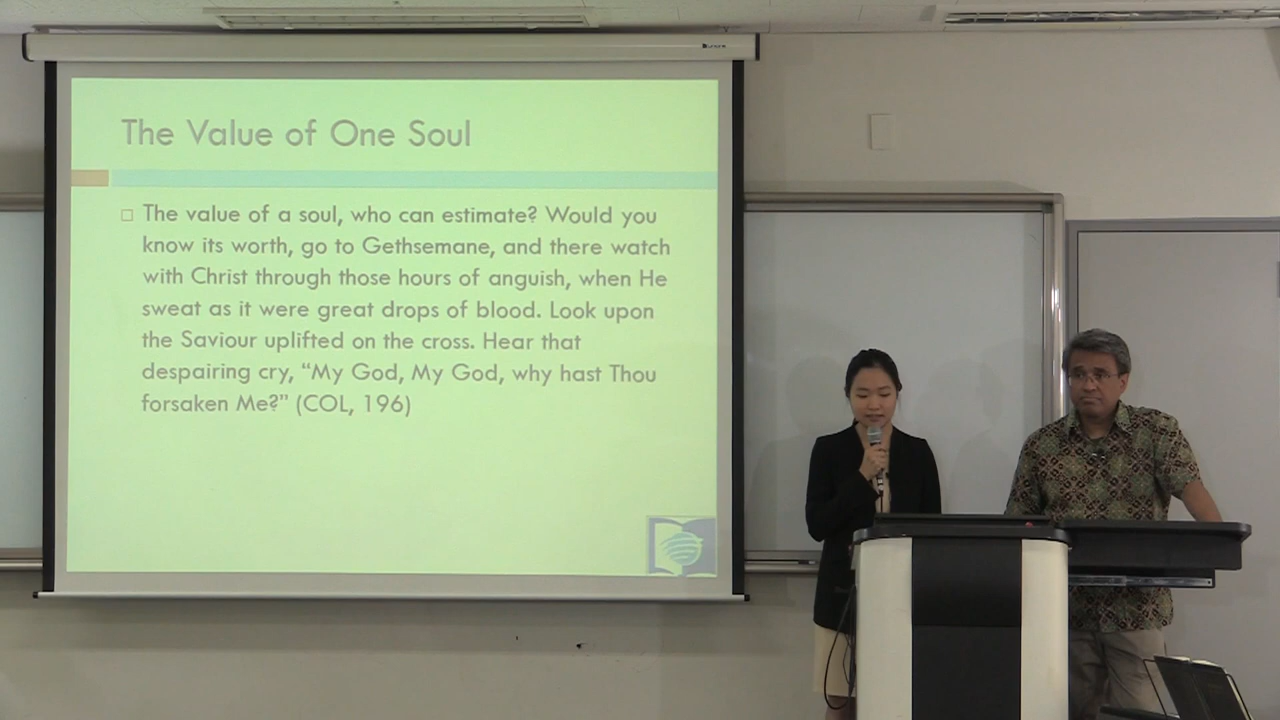 The Value of One Soul
The value of a soul, who can estimate? Would you
know its worth, go to Gethsemane, and there watch
with Christ through those hours of anguish, when He
sweat as it were great drops of blood. Look upon
the Saviour uplifted on the cross. Hear that
despairing cry, “My God, My God, why hast Thou
forsaken Me?” (COL, 196)